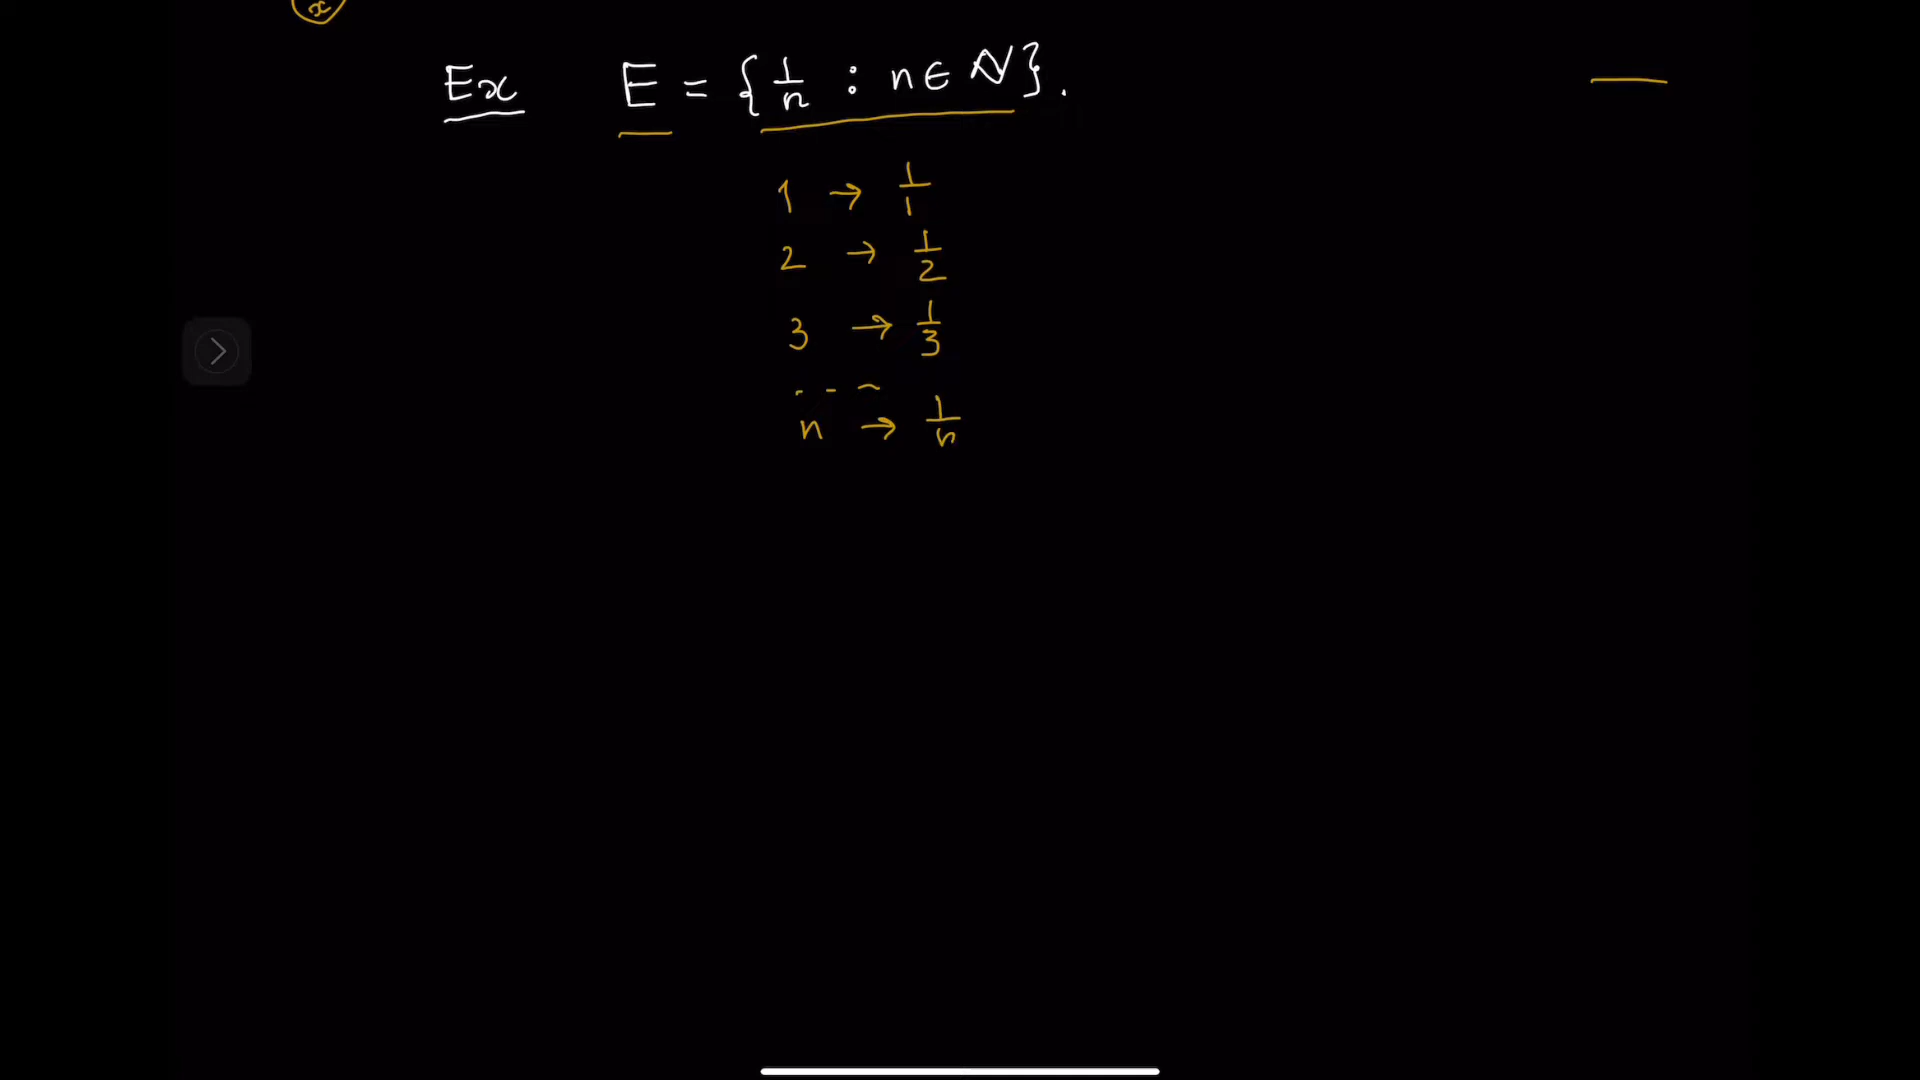 x
Ex E = {1/n : n ∈ ℕ}.
1 → 1/1
2 → 1/2
3 → 1/3
. - ~
n → 1/n